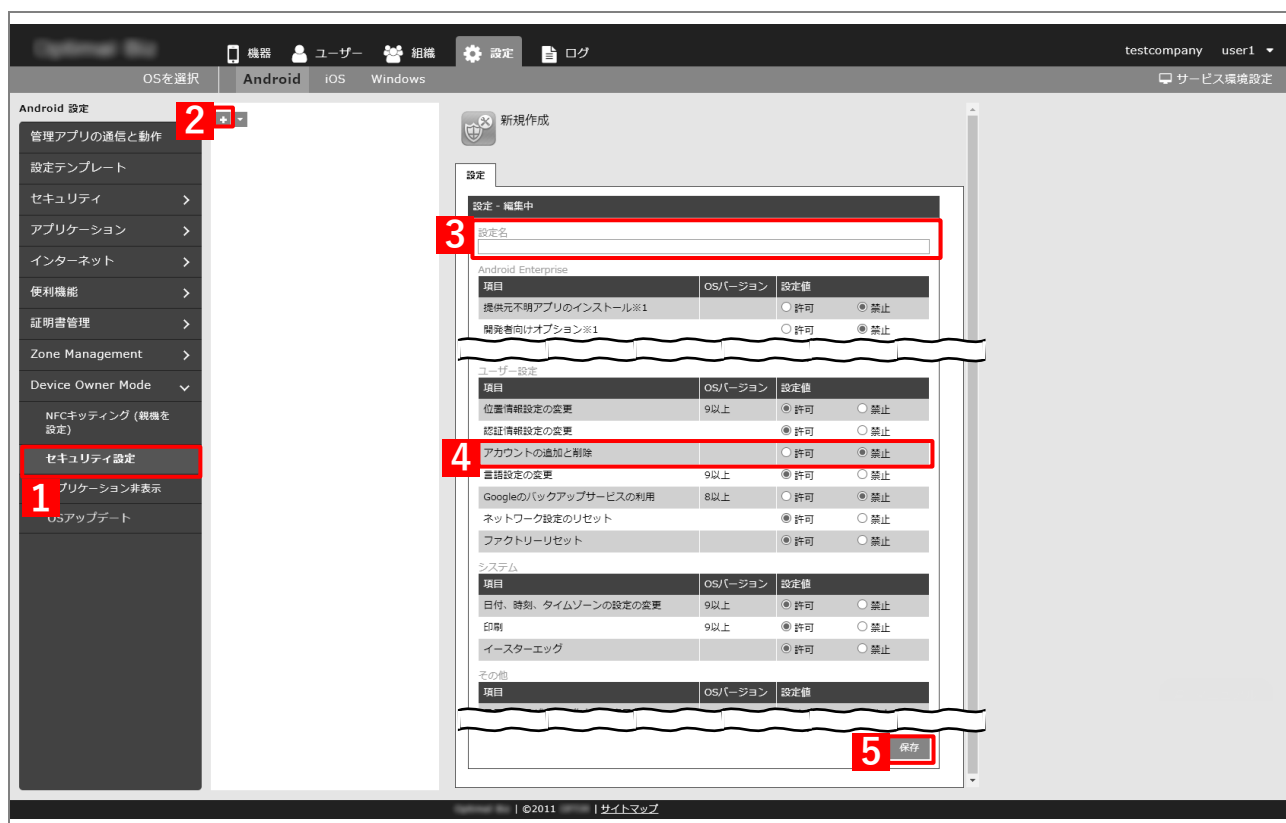 機器 ユーザー 組織 設定 ログ testcompany user1
OSを選択 Android iOS Windows サービス環境設定
Android 設定
管理アプリの通信と動作
設定テンプレート
セキュリティ
アプリケーション
インターネット
便利機能
証明書管理
Zone Management
Device Owner Mode
NFCキッティング (親機を
設定)
セキュリティ設定
1
プリケーション非表示
OSアップデート
2
新規作成
設定
設定 - 編集中
3 設定名
Android Enterprise
項目 OSバージョン 設定値
提供元不明アプリのインストール※1 許可 禁止
開発者向けオプション※1 許可 禁止
ユーザー設定
項目 OSバージョン 設定値
位置情報設定の変更 9以上 許可 禁止
認証情報設定の変更 許可 禁止
4 アカウントの追加と削除 許可 禁止
言語設定の変更 9以上 許可 禁止
Googleのバックアップサービスの利用 8以上 許可 禁止
ネットワーク設定のリセット 許可 禁止
ファクトリーリセット 許可 禁止
システム
項目 OSバージョン 設定値
日付、時刻、タイムゾーンの設定の変更 9以上 許可 禁止
印刷 9以上 許可 禁止
イースターエッグ 許可 禁止
その他
項目 OSバージョン 設定値
5 保存
| ©2011 | サイトマップ